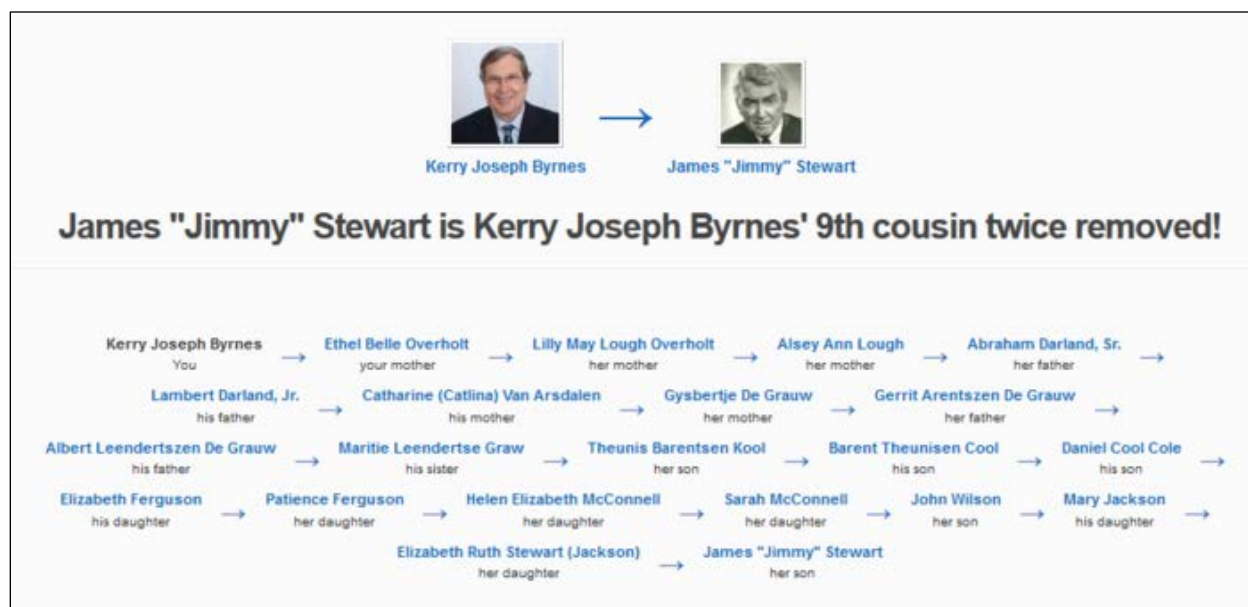 Kerry Joseph Byrnes → James "Jimmy" Stewart
James "Jimmy" Stewart is Kerry Joseph Byrnes' 9th cousin twice removed!
Kerry Joseph Byrnes → Ethel Belle Overholt → Lilly May Lough Overholt → Alsey Ann Lough → Abraham Darland, Sr. →
You your mother her mother her mother her father
Lambert Darland, Jr. → Catharine (Catlina) Van Arsdalen → Gysbertje De Grauw → Gerrit Arentszen De Grauw →
his father his mother her mother her father
Albert Leendertszen De Grauw → Maritie Leendertse Graw → Theunis Barentsen Kool → Barent Theunisen Cool → Daniel Cool Cole →
his father his sister her son his son his son
Elizabeth Ferguson → Patience Ferguson → Helen Elizabeth McConnell → Sarah McConnell → John Wilson → Mary Jackson →
his daughter her daughter her daughter her daughter her son his daughter
Elizabeth Ruth Stewart (Jackson) → James "Jimmy" Stewart
her daughter her son